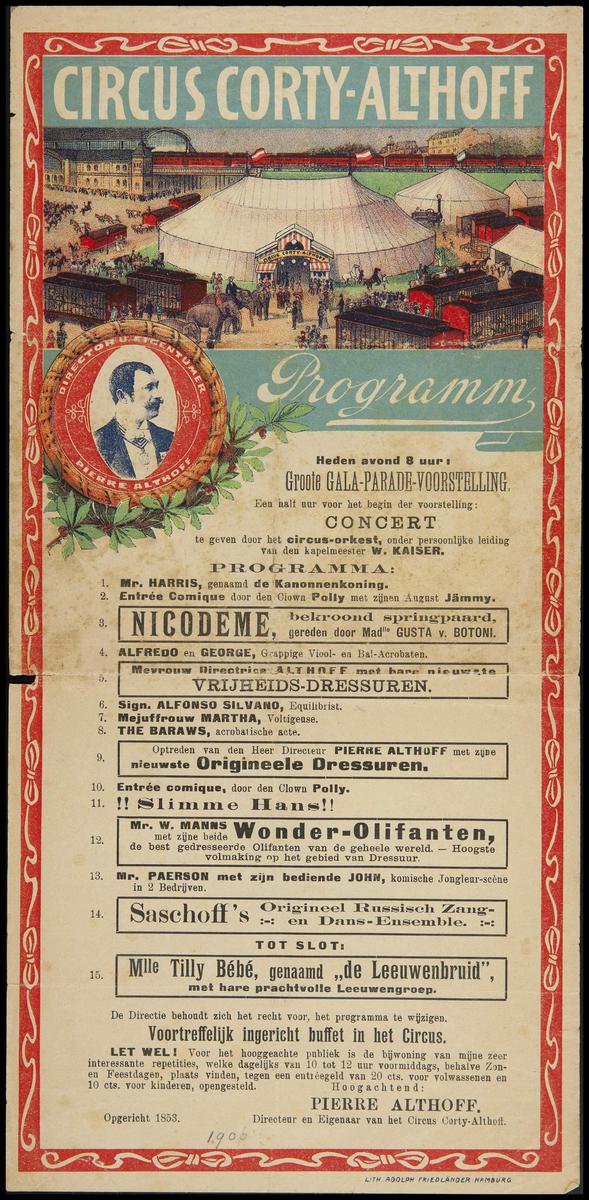 CIRCUS CORTY-ALTHOFF
CIRCUS CORTY-ALTHOFF
DIRECTOR U. EIGENTUMER
PIERRE ALTHOFF
Programm
Heden avond 8 uur:
Groote GALA-PARADE-VOORSTELLING.
Een half uur voor het begin der voorstelling:
CONCERT
te geven door het circus-orkest, onder persoonlijke leiding
van den kapelmeester W. KAISER.
PROGRAMMA:
1. Mr. HARRIS, genaamd de Kanonnenkoning.
2. Entrée Comique door den Clown Polly met zijnen August Jämmy.
3. NICODEME, bekroond springpaard,
gereden door Madlle GUSTA v. BOTONI.
4. ALFREDO en GEORGE, Grappige Viool- en Bal-Acrobaten.
5. Mevrouw Directrice ALTHOFF met hare nieuwste
VRIJHEIDS-DRESSUREN.
6. Sign. ALFONSO SILVANO, Equilibrist.
7. Mejuffrouw MARTHA, Voltigeuse.
8. THE BARAWS, acrobatische acte.
9. Optreden van den Heer Directeur PIERRE ALTHOFF met zijne
nieuwste Origineele Dressuren.
10. Entrée comique, door den Clown Polly.
11. !! Slimme Hans!!
12. Mr. W. MANNS Wonder-Olifanten,
met zijne beide
de best gedresseerde Olifanten van de geheele wereld. — Hoogste
volmaking op het gebied van Dressuur.
13. Mr. PAERSON met zijn bediende JOHN, komische Jongleur-scène
in 2 Bedrijven.
14. Saschoff's Origineel Russisch Zang-
:-: en Dans-Ensemble. :-:
TOT SLOT:
15. Mlle Tilly Bébé, genaamd „de Leeuwenbruid",
met hare prachtvolle Leeuwengroep.
De Directie behoudt zich het recht voor, het programma te wijzigen.
Voortreffelijk ingericht buffet in het Circus.
LET WEL! Voor het hooggeachte publiek is de bijwoning van mijne zeer
interessante repetities, welke dagelijks van 10 tot 12 uur voormiddags, behalve Zon-
en Feestdagen, plaats vinden, tegen een entréegeld van 20 cts. voor volwassenen en
10 cts. voor kinderen, opengesteld. Hoogachtend:
PIERRE ALTHOFF.
Opgericht 1853. Directeur en Eigenaar van het Circus Corty-Althoff.
1906
LITH ADOLPH FRIEDLÄNDER HAMBURG